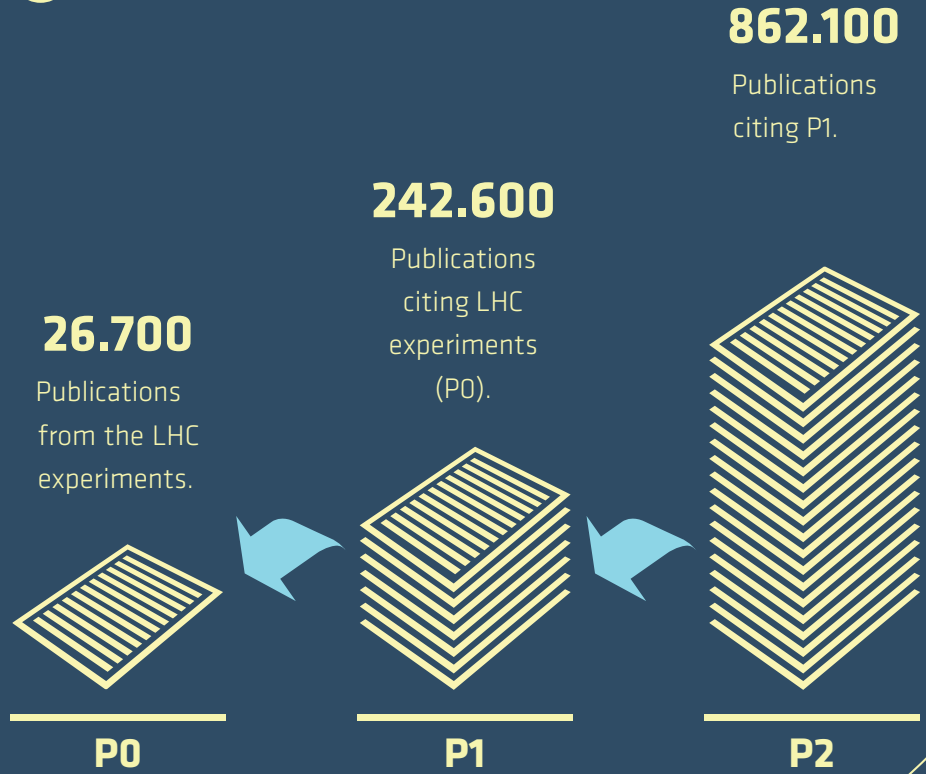 26.700
Publications
from the LHC
experiments.
P0
242.600
Publications
citing LHC
experiments
(P0).
P1
862.100
Publications
citing P1.
P2